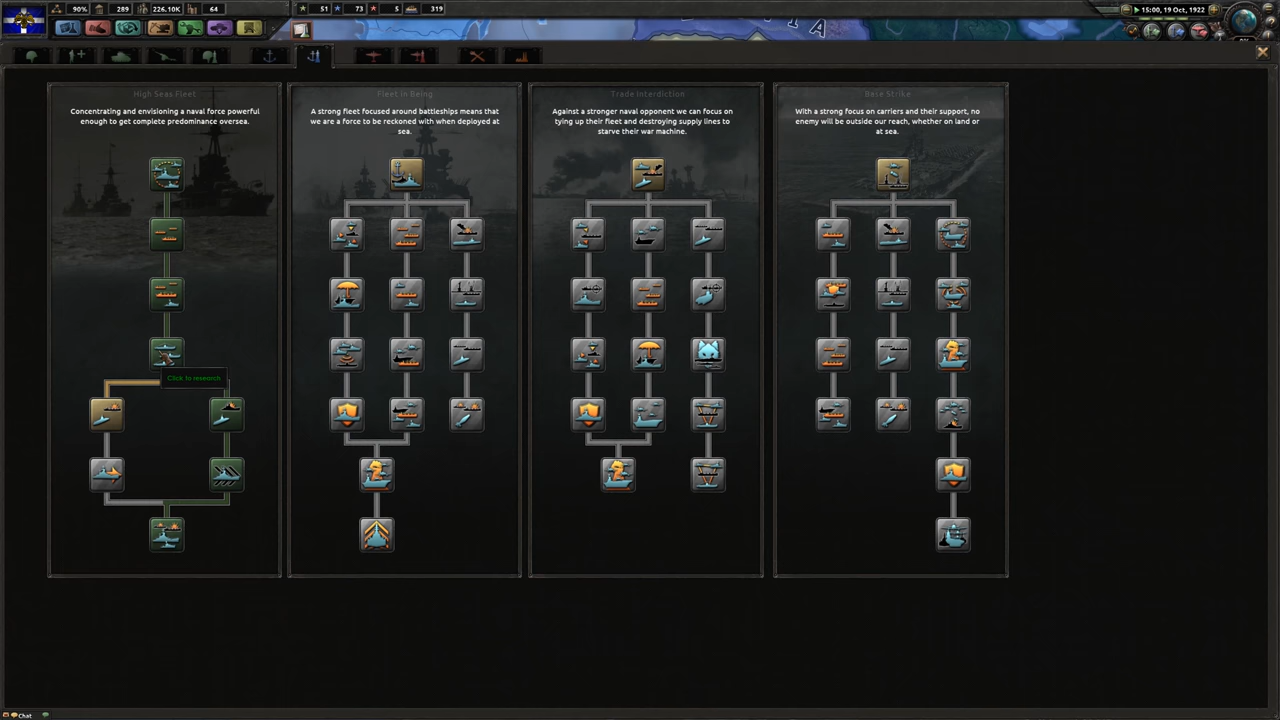 90%
289
226.10K
64
51
73
5
319
15:00, 19 Oct, 1922
High Seas Fleet
Concentrating and envisioning a naval force powerful
enough to get complete predominance oversea.
Fleet in Being
A strong fleet focused around battleships means that
we are a force to be reckoned with when deployed at
sea.
Trade Interdiction
Against a stronger naval opponent we can focus on
tying up their fleet and destroying supply lines to
starve their war machine.
Base Strike
With a strong focus on carriers and their support, no
enemy will be outside our reach, whether on land or
at sea.
Click to research
Chat